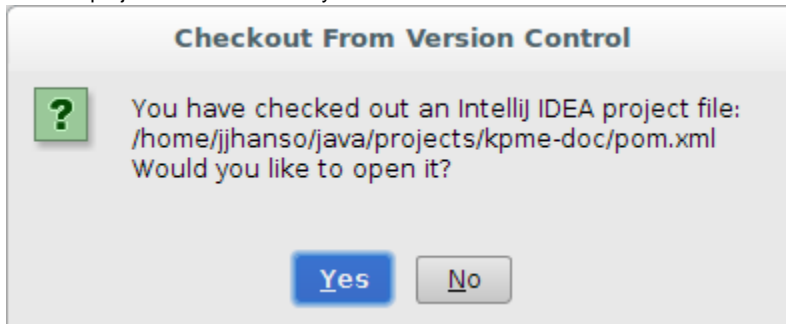 Checkout From Version Control
?
You have checked out an IntelliJ IDEA project file:
/home/jjhanso/java/projects/kpme-doc/pom.xml
Would you like to open it?
Yes
No